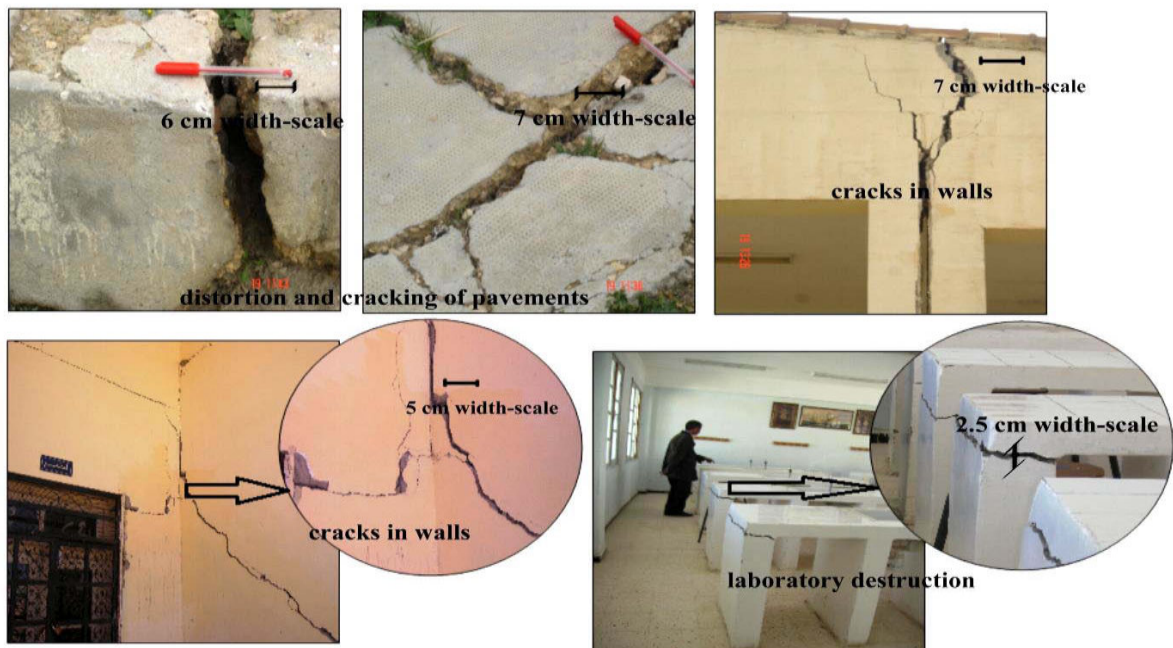 6 cm width-scale
7 cm width-scale
7 cm width-scale
cracks in walls
distortion and cracking of pavements
5 cm width-scale
cracks in walls
2.5 cm width-scale
laboratory destruction